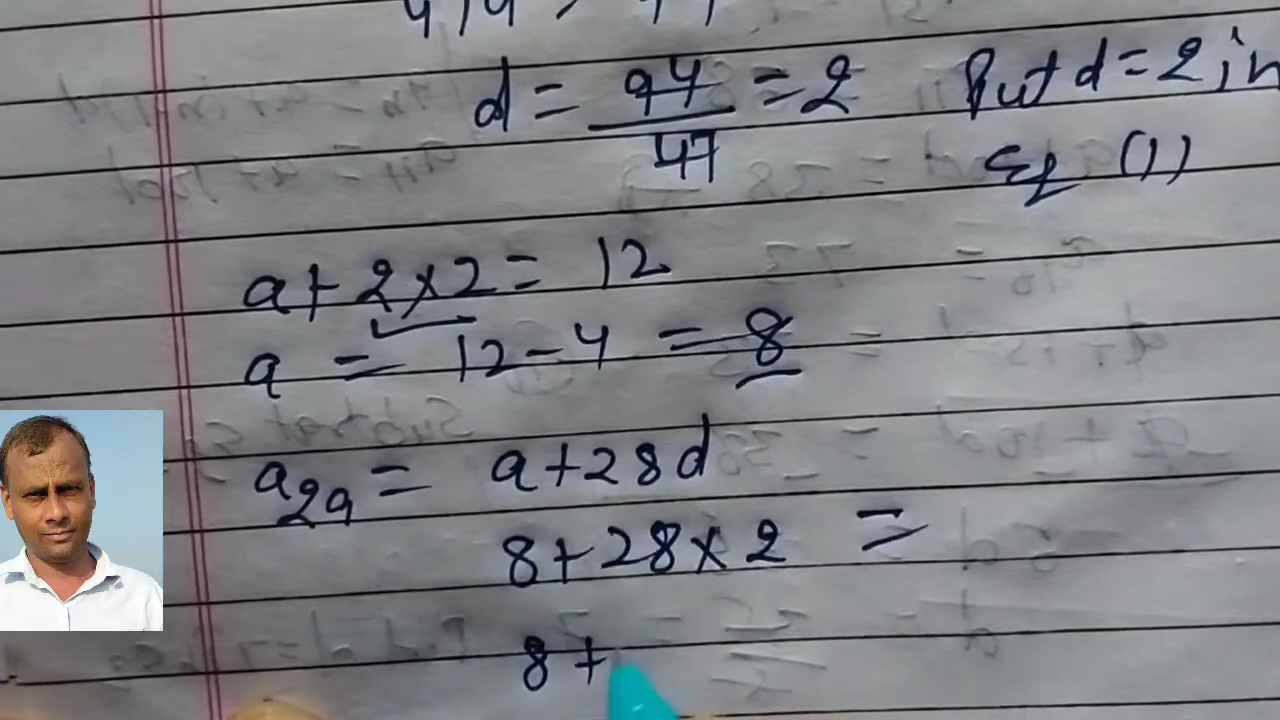 d = 94/47 = 2 Put d = 2 in
Eq (1)
a + 2 × 2 = 12
a = 12 - 4 = 8
a₂₉ = a + 28d
8 + 28 × 2 =
8 +